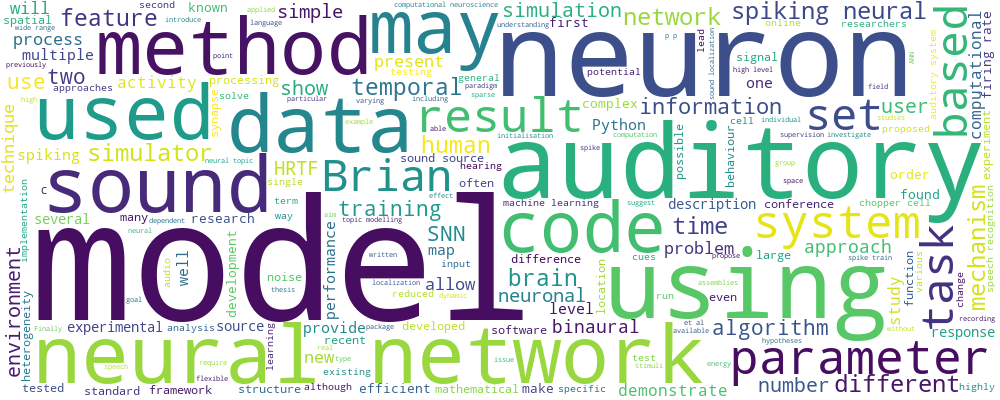 will
spatial
second
known
feature
process
multiple
simple
approaches
applied
introduce
language
wide range
previously
point
method
may
computational neuroscience
simulation
understanding
first
potential
online
researchers
network
p p
lead
signal
sound localization
high level
one
spiking neural
ANN
field
auditory system
based
computational
firing rate
neuron
use
two
activity
processing
solve
high
particular
show
present
testing
temporal
varying
including
general
paradigm
sparse
technique
used
synapse
data
example
result
able
initialisation
complex
information
Python
cell
computation
individual
set
user
proposed
studies
experiment
spiking
simulator
neural topic
human
spike
possible
behaviour
supervision
investigate
order
found
sound
HRTF
single
Brian
sound source
hearing
often
effect
suggest
machine learning
group
space
auditory
description
conference
chopper cell
c
several
many
dependent
neural
research
term
way
aim
topic modelling
training
written
SNN
map
input
code
difference
cues
time
problem
propose
large
system
approach
spike train
various
mechanism
speech recognition
change
task
environment
implementation
heterogeneity
well
audio
goal
development
noise
thesis
performance
localization
reduced
dynamic
allow
brain
neuronal
level
location
run
assemblies
even
using
study
function
without
recording
model
Finally
experimental
analysis
source
learning
provide
recent
developed
package
real
software
binaural
et al
available
hypotheses
algorithm
response
neural network
tested
speech
require
flexible
new
type
existing
issue
test
stimuli
energy
parameter
standard
framework
structure
although
efficient
mathematical
make
specific
demonstrate
number
different
highly